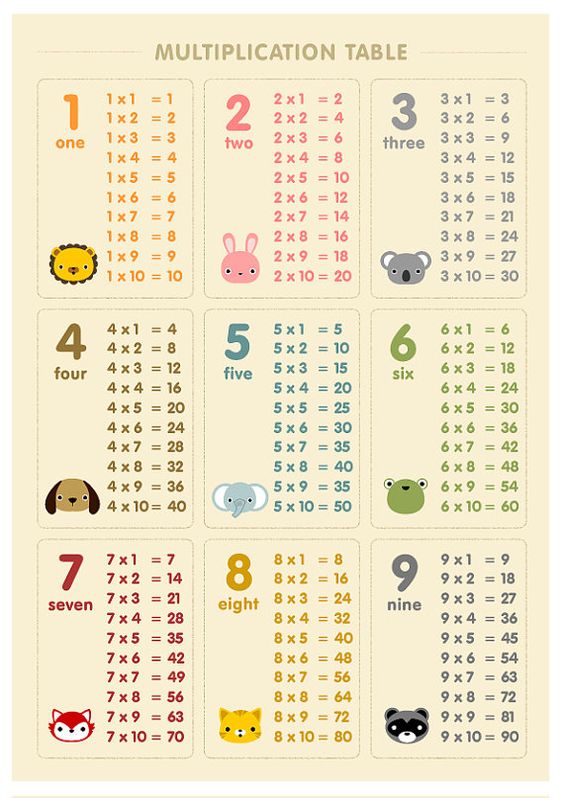 MULTIPLICATION TABLE
1
one
1 x 1 = 1
1 x 2 = 2
1 x 3 = 3
1 x 4 = 4
1 x 5 = 5
1 x 6 = 6
1 x 7 = 7
1 x 8 = 8
1 x 9 = 9
1 x 10 = 10
2
two
2 x 1 = 2
2 x 2 = 4
2 x 3 = 6
2 x 4 = 8
2 x 5 = 10
2 x 6 = 12
2 x 7 = 14
2 x 8 = 16
2 x 9 = 18
2 x 10 = 20
3
three
3 x 1 = 3
3 x 2 = 6
3 x 3 = 9
3 x 4 = 12
3 x 5 = 15
3 x 6 = 18
3 x 7 = 21
3 x 8 = 24
3 x 9 = 27
3 x 10 = 30
4
four
4 x 1 = 4
4 x 2 = 8
4 x 3 = 12
4 x 4 = 16
4 x 5 = 20
4 x 6 = 24
4 x 7 = 28
4 x 8 = 32
4 x 9 = 36
4 x 10 = 40
5
five
5 x 1 = 5
5 x 2 = 10
5 x 3 = 15
5 x 4 = 20
5 x 5 = 25
5 x 6 = 30
5 x 7 = 35
5 x 8 = 40
5 x 9 = 35
5 x 10 = 50
6
six
6 x 1 = 6
6 x 2 = 12
6 x 3 = 18
6 x 4 = 24
6 x 5 = 30
6 x 6 = 36
6 x 7 = 42
6 x 8 = 48
6 x 9 = 54
6 x 10 = 60
7
seven
7 x 1 = 7
7 x 2 = 14
7 x 3 = 21
7 x 4 = 28
7 x 5 = 35
7 x 6 = 42
7 x 7 = 49
7 x 8 = 56
7 x 9 = 63
7 x 10 = 70
8
eight
8 x 1 = 8
8 x 2 = 16
8 x 3 = 24
8 x 4 = 32
8 x 5 = 40
8 x 6 = 48
8 x 7 = 56
8 x 8 = 64
8 x 9 = 72
8 x 10 = 80
9
nine
9 x 1 = 9
9 x 2 = 18
9 x 3 = 27
9 x 4 = 36
9 x 5 = 45
9 x 6 = 54
9 x 7 = 63
9 x 8 = 72
9 x 9 = 81
9 x 10 = 90